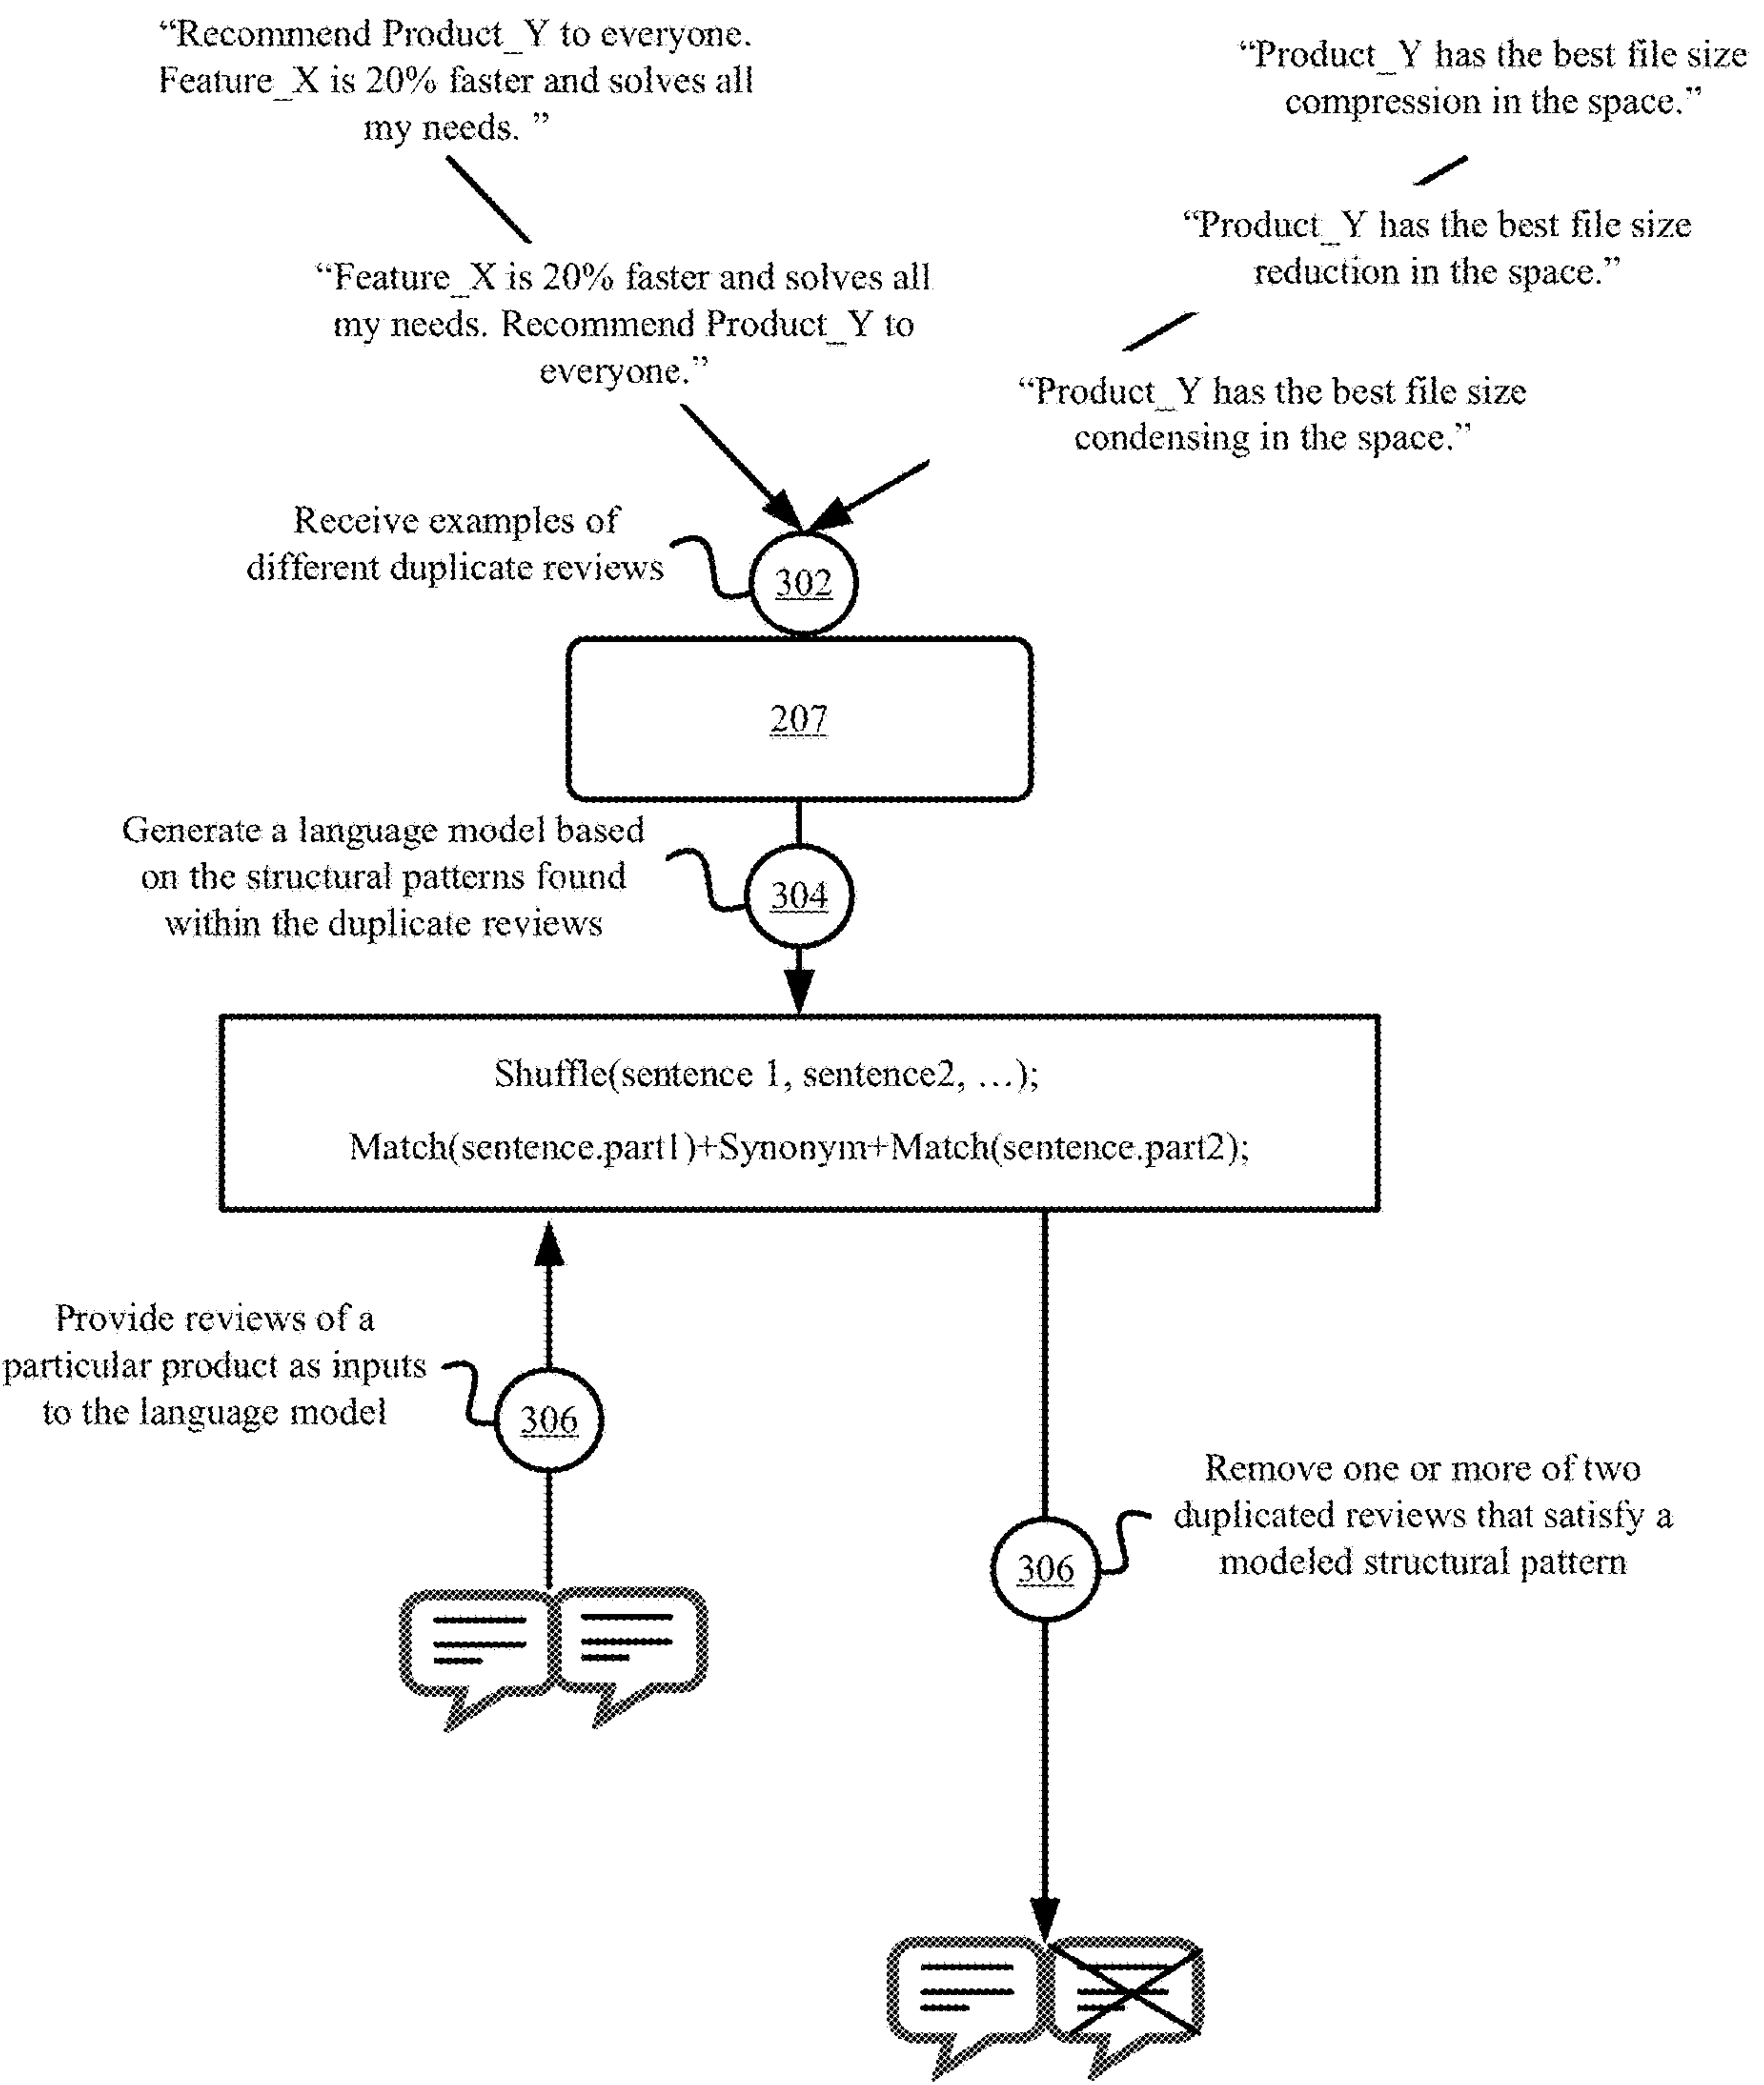 “Recommend Product_Y to everyone.
Feature_X is 20% faster and solves all
my needs. ”
“Product_Y has the best file size
compression in the space.”
“Product_Y has the best file size
reduction in the space.”
“Feature_X is 20% faster and solves all
my needs. Recommend Product_Y to
everyone.”
“Product_Y has the best file size
condensing in the space.”
Receive examples of
different duplicate reviews
302
207
Generate a language model based
on the structural patterns found
within the duplicate reviews
304
Shuffle(sentence 1, sentence2, …);
Match(sentence.part1)+Synonym+Match(sentence.part2);
Provide reviews of a
particular product as inputs
to the language model
306
Remove one or more of two
duplicated reviews that satisfy a
modeled structural pattern
306